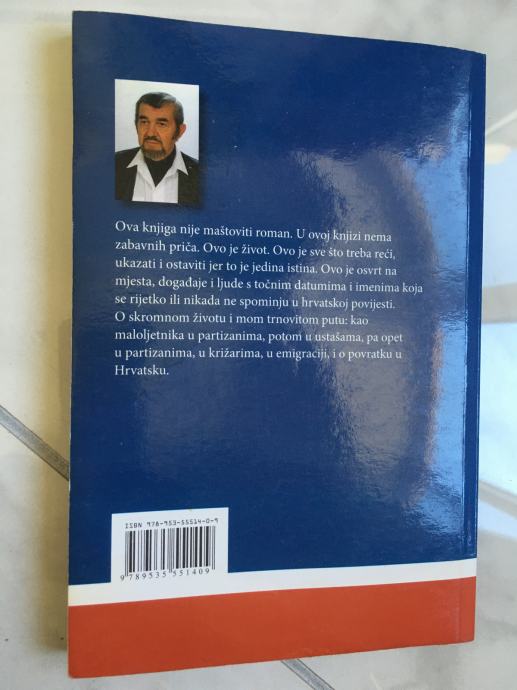 Ova knjiga nije maštoviti roman. U ovoj knjizi nema
zabavnih priča. Ovo je život. Ovo je sve što treba reći,
ukazati i ostaviti jer to je jedina istina. Ovo je osvrt na
mjesta, događaje i ljude s točnim datumima i imenima koja
se rijetko ili nikada ne spominju u hrvatskoj povijesti.
O skromnom životu i mom trnovitom putu: kao
maloljetnika u partizanima, potom u ustašama, pa opet
u partizanima, u križarima, u emigraciji, i o povratku u
Hrvatsku.
ISBN 978-953-55514-0-9
9 789535 551409